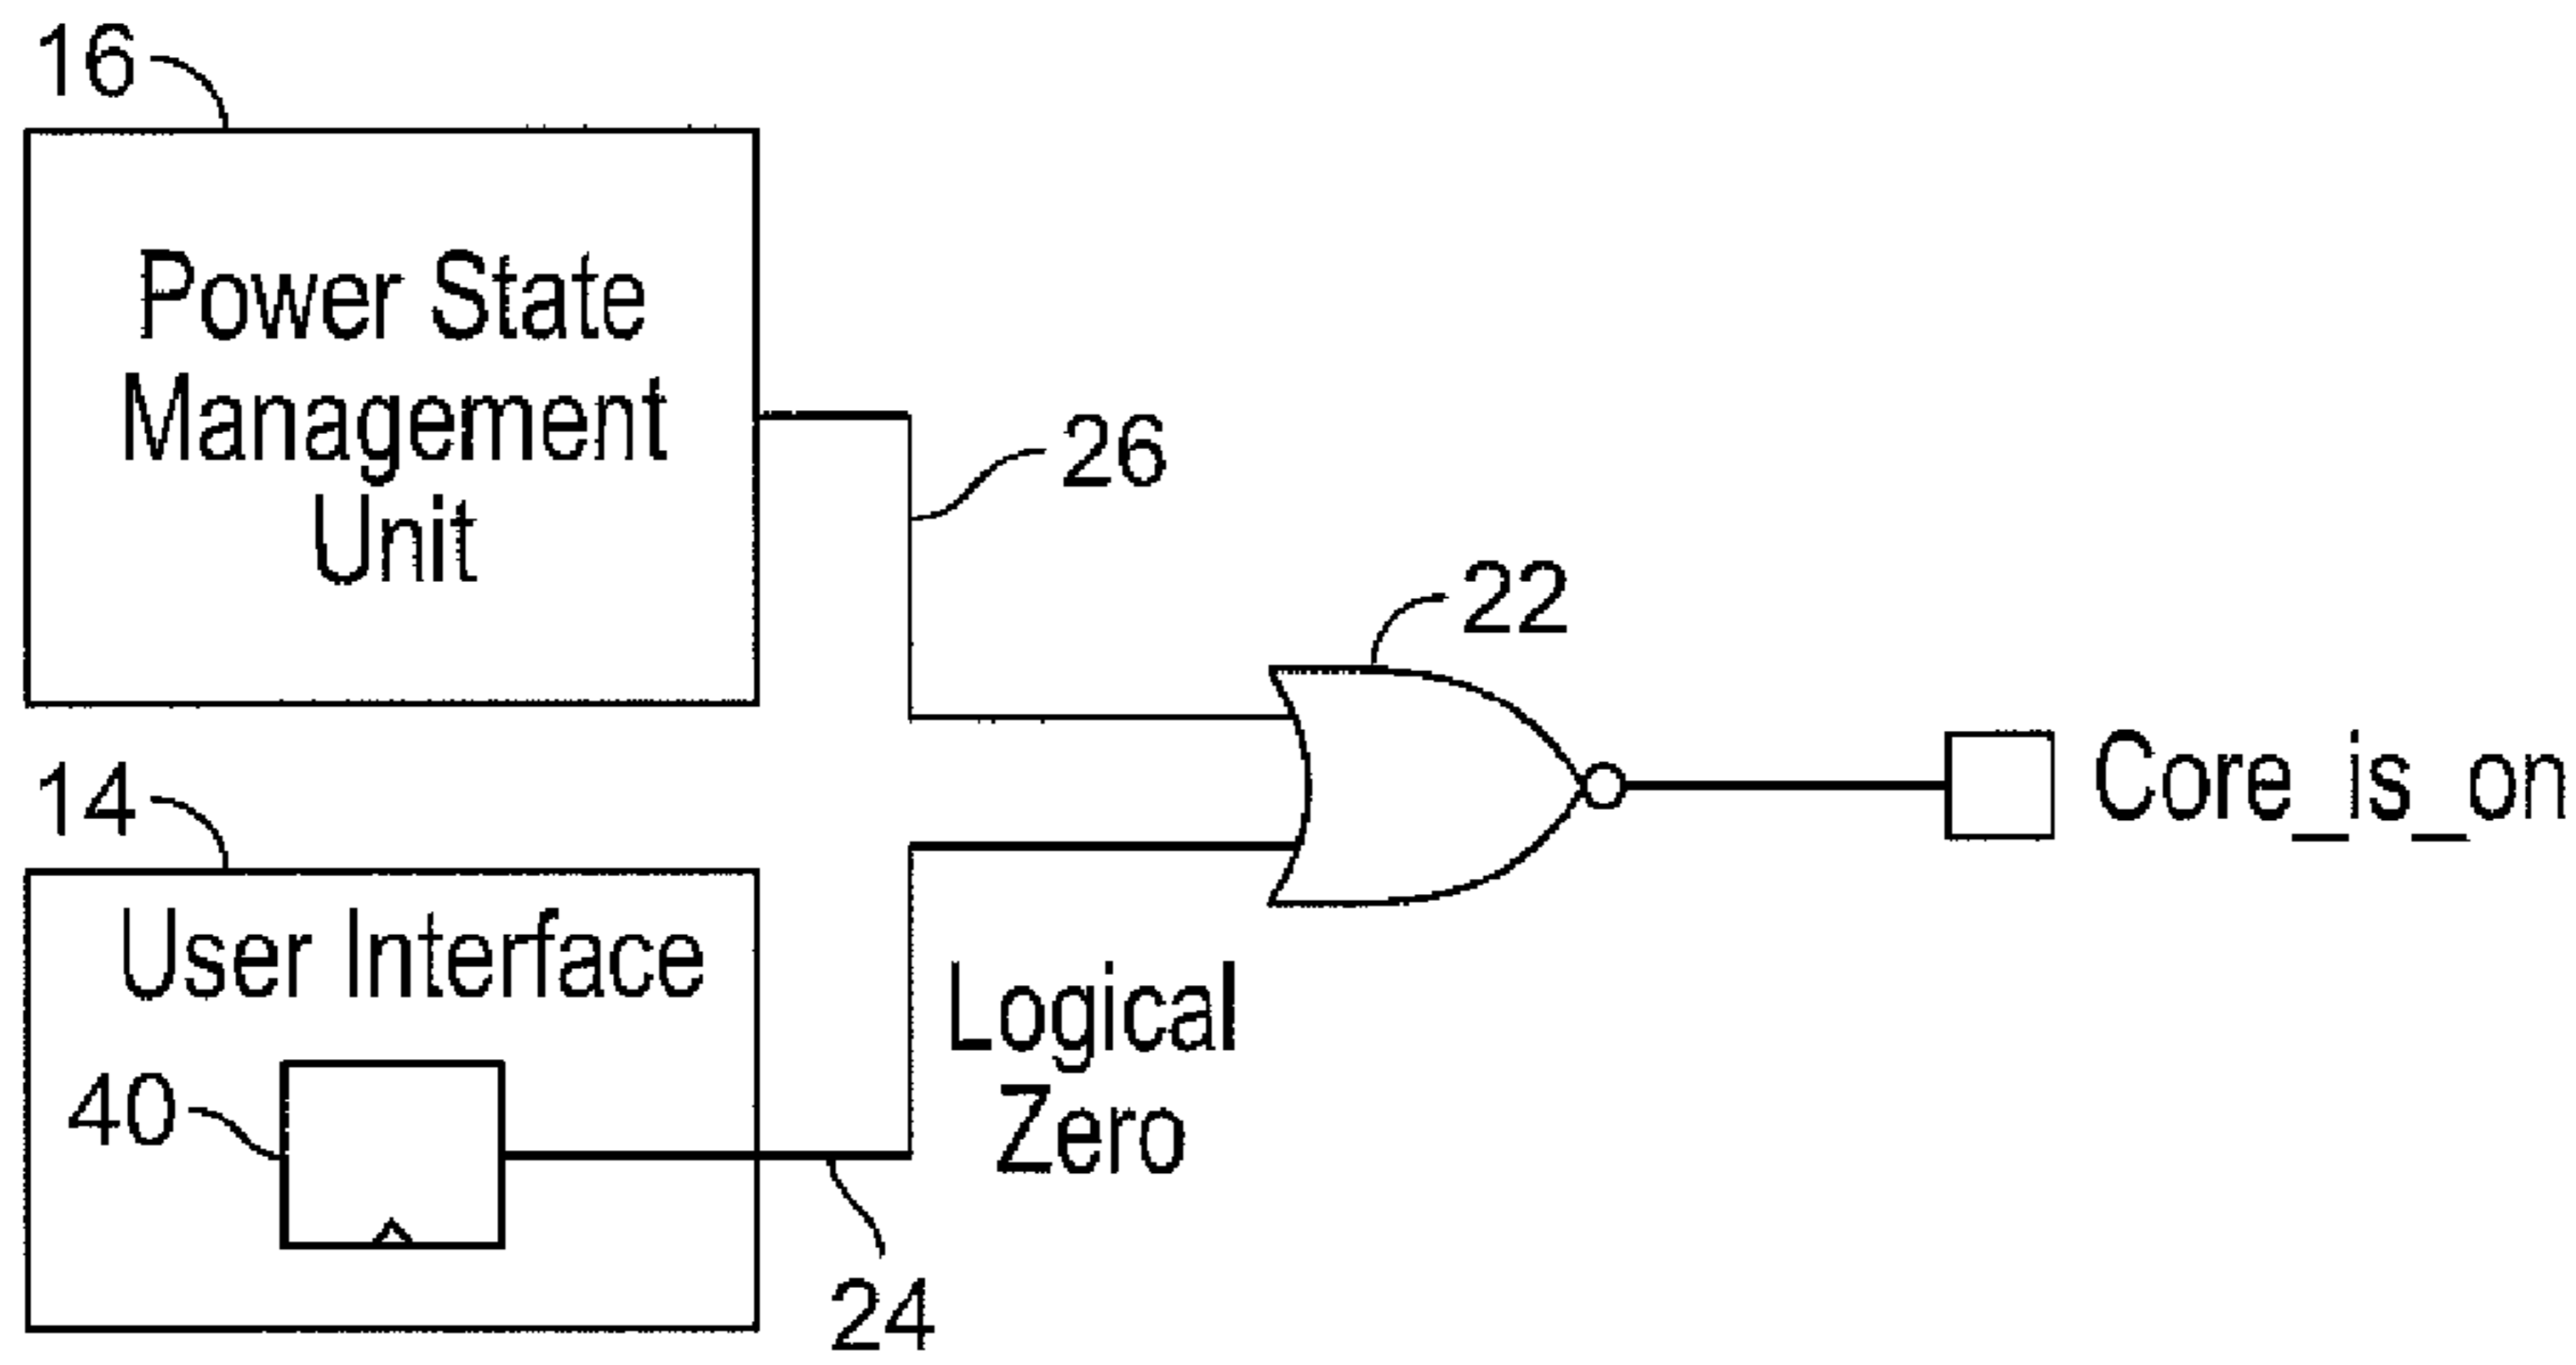 16
Power State
Management
Unit
26
22
Core_is_on
14
User Interface
Logical
Zero
40
24